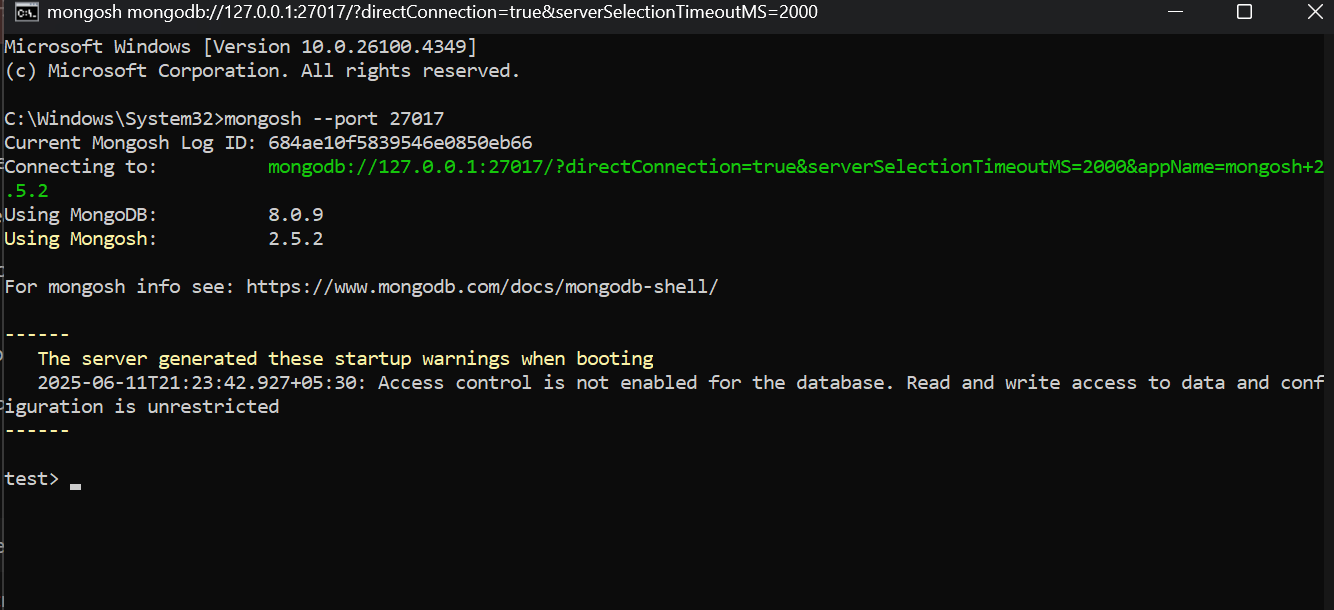 mongosh mongodb://127.0.0.1:27017/?directConnection=true&serverSelectionTimeoutMS=2000
Microsoft Windows [Version 10.0.26100.4349]
(c) Microsoft Corporation. All rights reserved.
C:\Windows\System32>mongosh --port 27017
Current Mongosh Log ID: 684ae10f5839546e0850eb66
Connecting to:          mongodb://127.0.0.1:27017/?directConnection=true&serverSelectionTimeoutMS=2000&appName=mongosh+2
.5.2
Using MongoDB:          8.0.9
Using Mongosh:          2.5.2
For mongosh info see: https://www.mongodb.com/docs/mongodb-shell/
------
   The server generated these startup warnings when booting
   2025-06-11T21:23:42.927+05:30: Access control is not enabled for the database. Read and write access to data and conf
iguration is unrestricted
------
test>